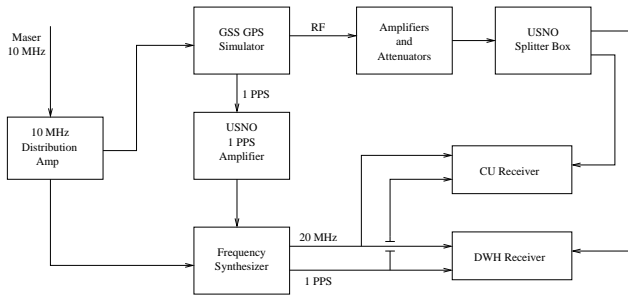 Maser
10 MHz
GSS GPS
Simulator
RF
Amplifiers
and
Attenuators
USNO
Splitter Box
1 PPS
10 MHz
Distribution
Amp
USNO
1 PPS
Amplifier
CU Receiver
Frequency
Synthesizer
20 MHz
1 PPS
DWH Receiver